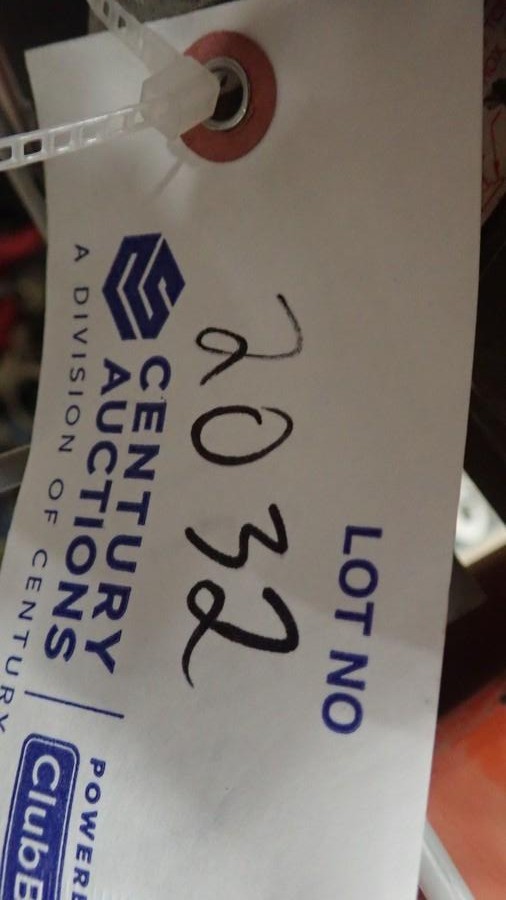 LOT NO
2032
CENTURY
AUCTIONS
A DIVISION OF CENTURY